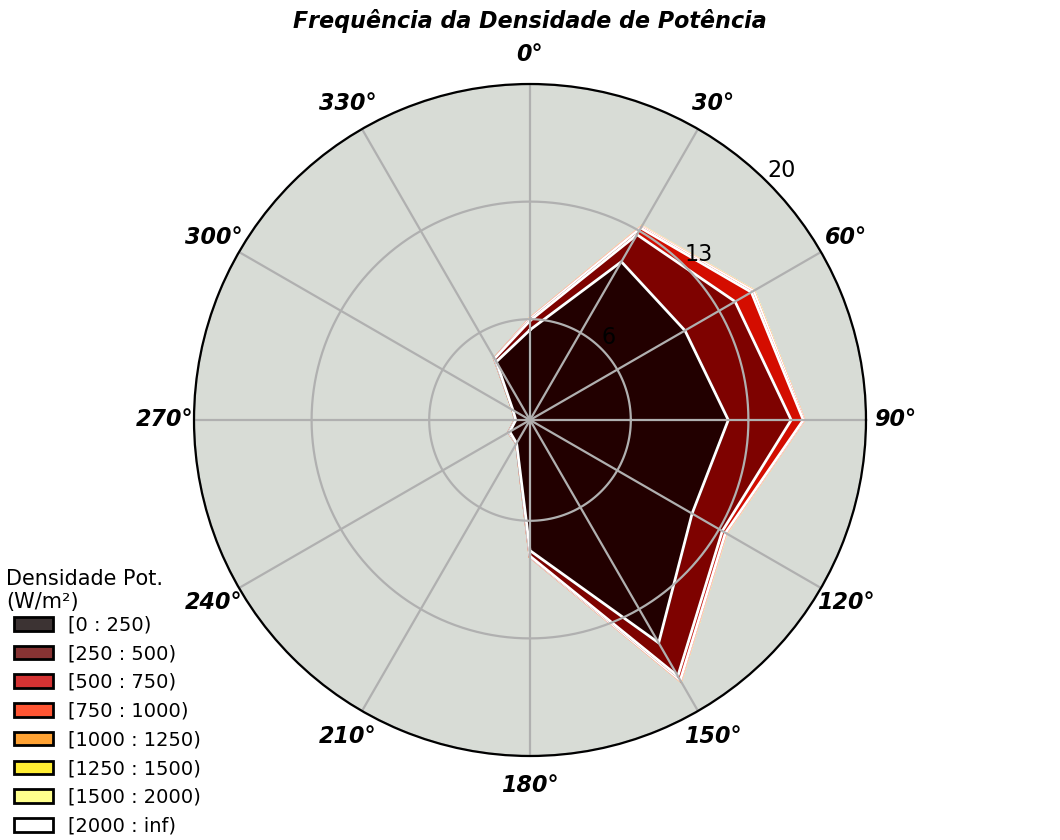 Frequência da Densidade de Potência
0°
330°
30°
20
300°
60°
13
6
270°
90°
240°
120°
210°
150°
180°
Densidade Pot.
(W/m²)
[0 : 250)
[250 : 500)
[500 : 750)
[750 : 1000)
[1000 : 1250)
[1250 : 1500)
[1500 : 2000)
[2000 : inf)